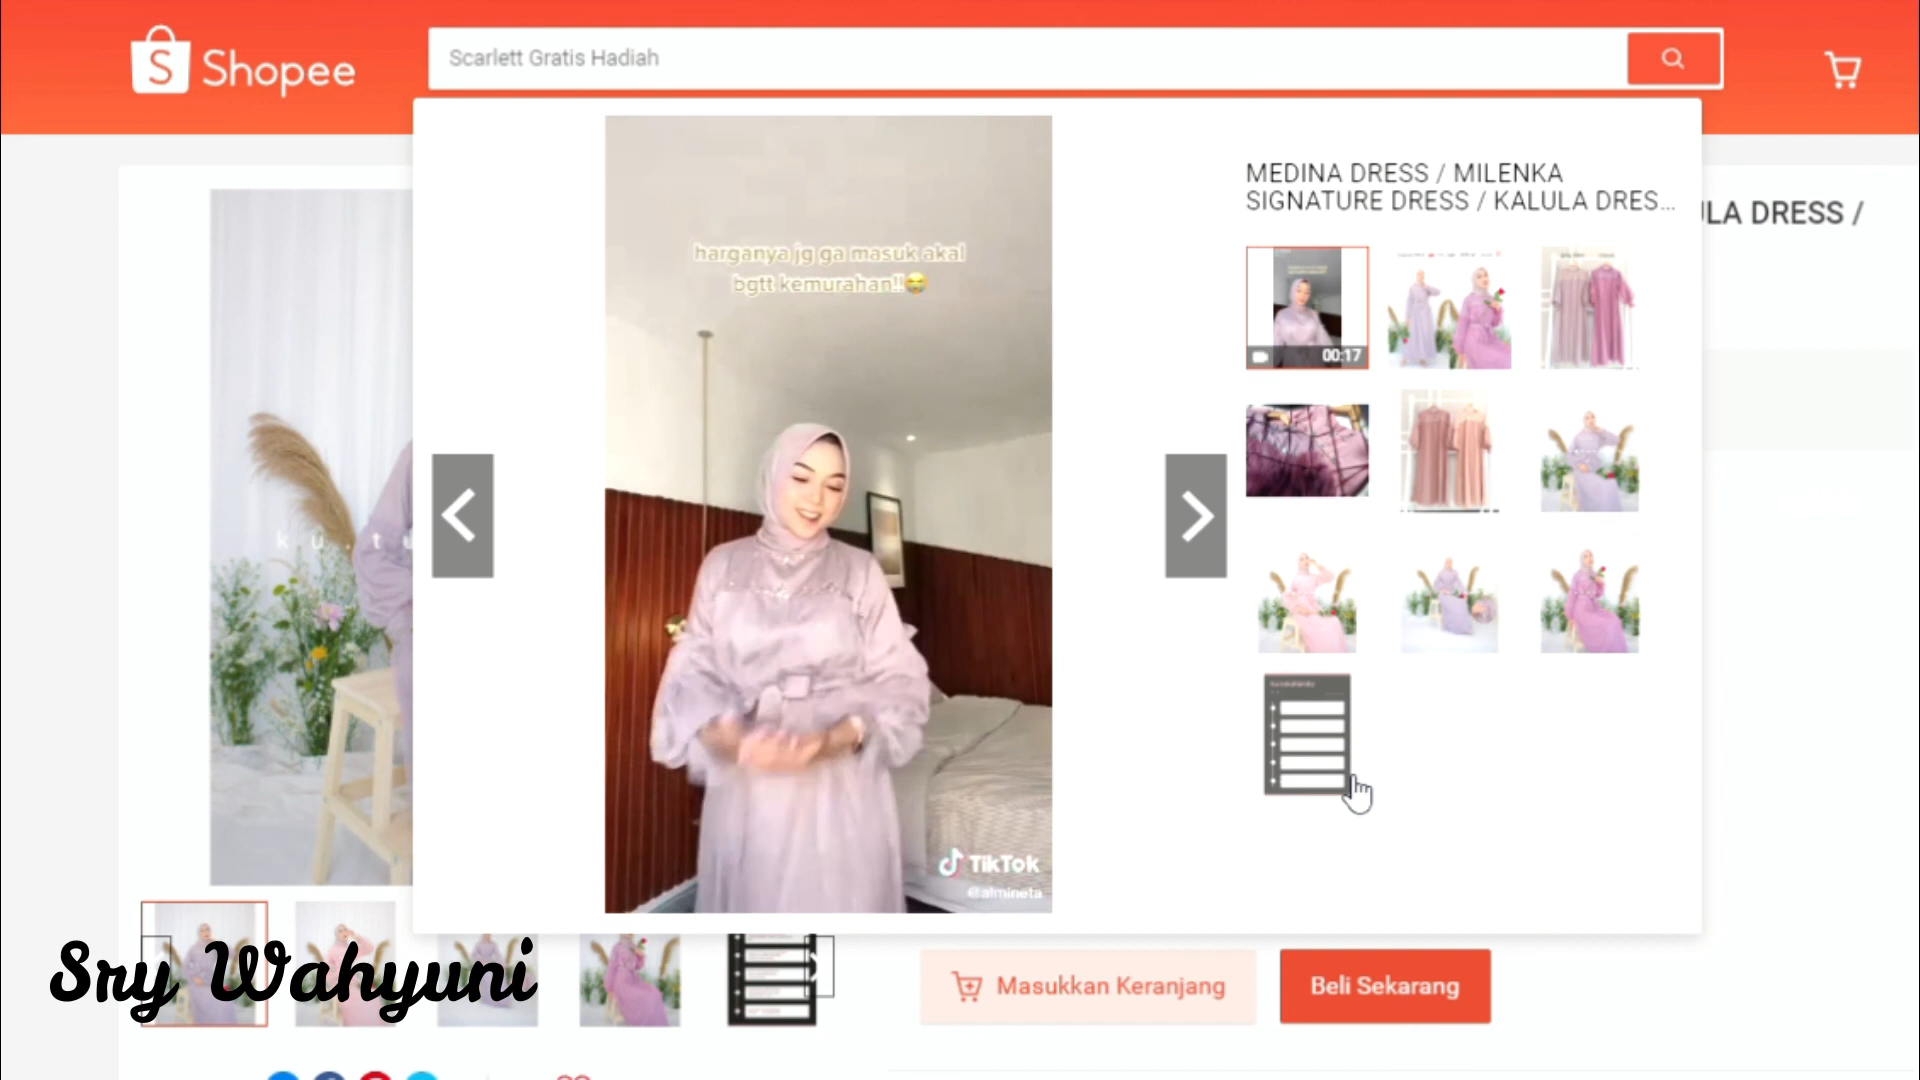 Shopee
Scarlett Gratis Hadiah
MEDINA DRESS / MILENKA
SIGNATURE DRESS / KALULA DRES...
LA DRESS /
harganya jg ga masuk akal
bgtt kemurahan!!😭
00:17
k u . t u
TikTok
@almineta
Sry Wahyuni
Masukkan Keranjang
Beli Sekarang